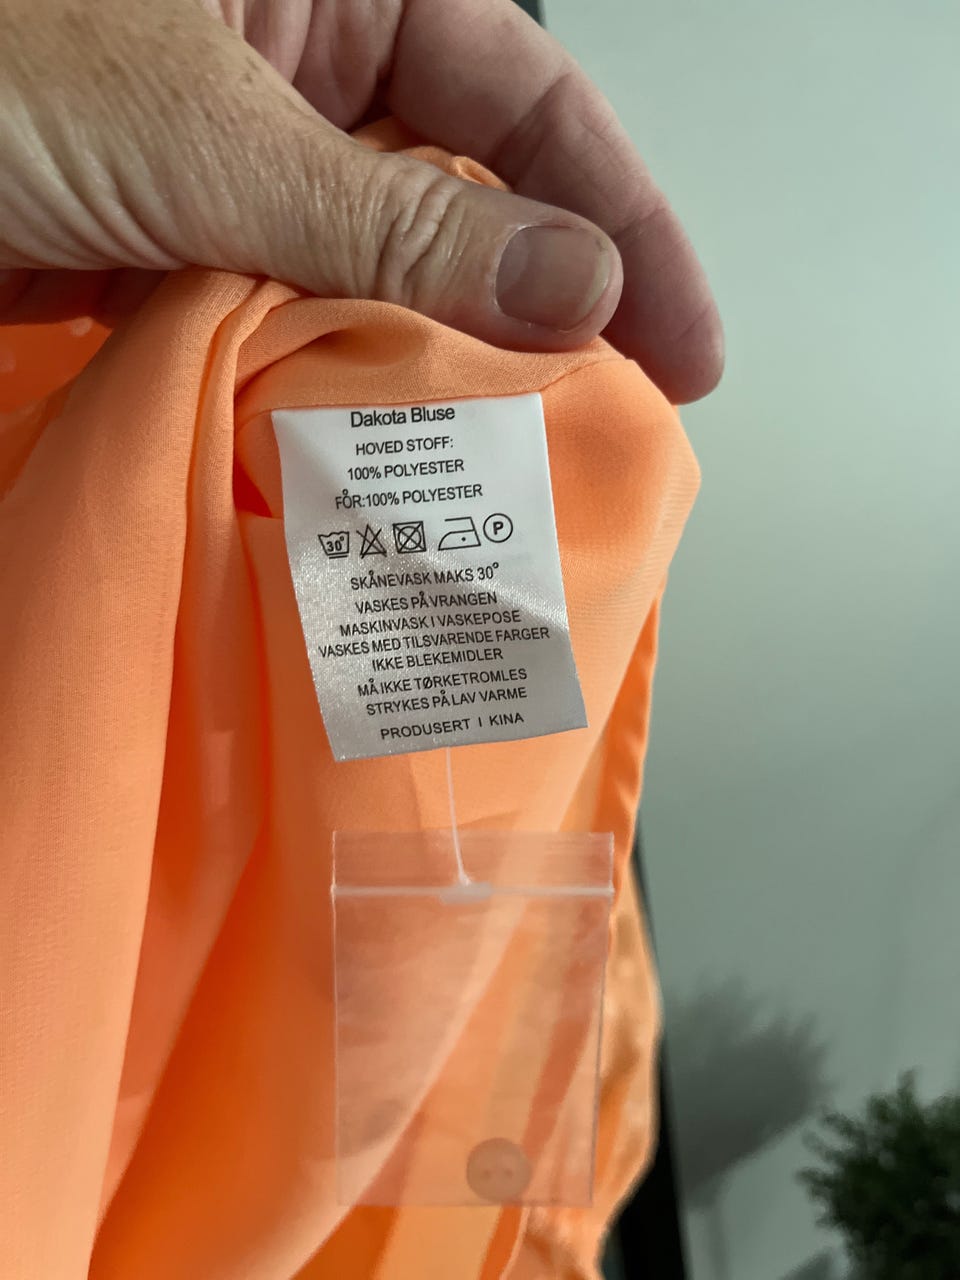 Dakota Bluse
HOVED STOFF:
100% POLYESTER
FÔR:100% POLYESTER
30° P
SKÅNEVASK MAKS 30°
VASKES PÅ VRANGEN
MASKINVASK I VASKEPOSE
VASKES MED TILSVARENDE FARGER
IKKE BLEKEMIDLER
MÅ IKKE TØRKETROMLES
STRYKES PÅ LAV VARME
PRODUSERT I KINA